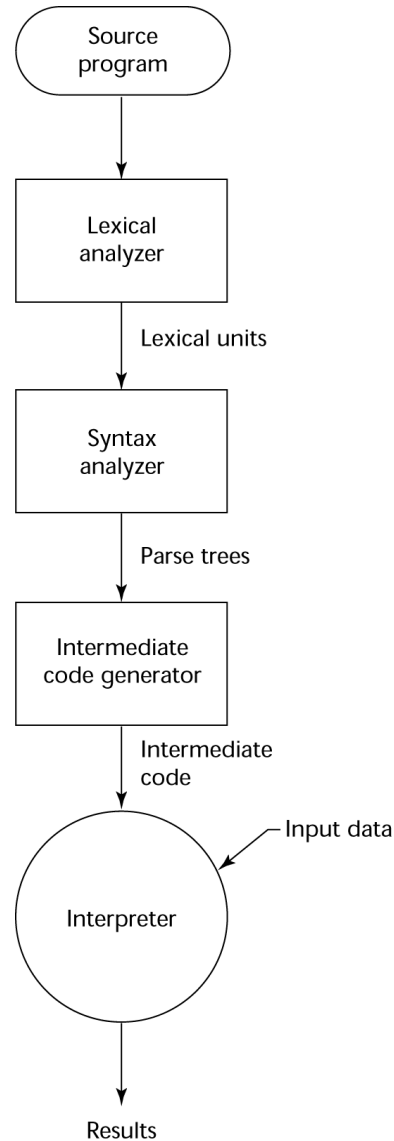 Source
program
Lexical
analyzer
Lexical units
Syntax
analyzer
Parse trees
Intermediate
code generator
Intermediate
code
Input data
Interpreter
Results